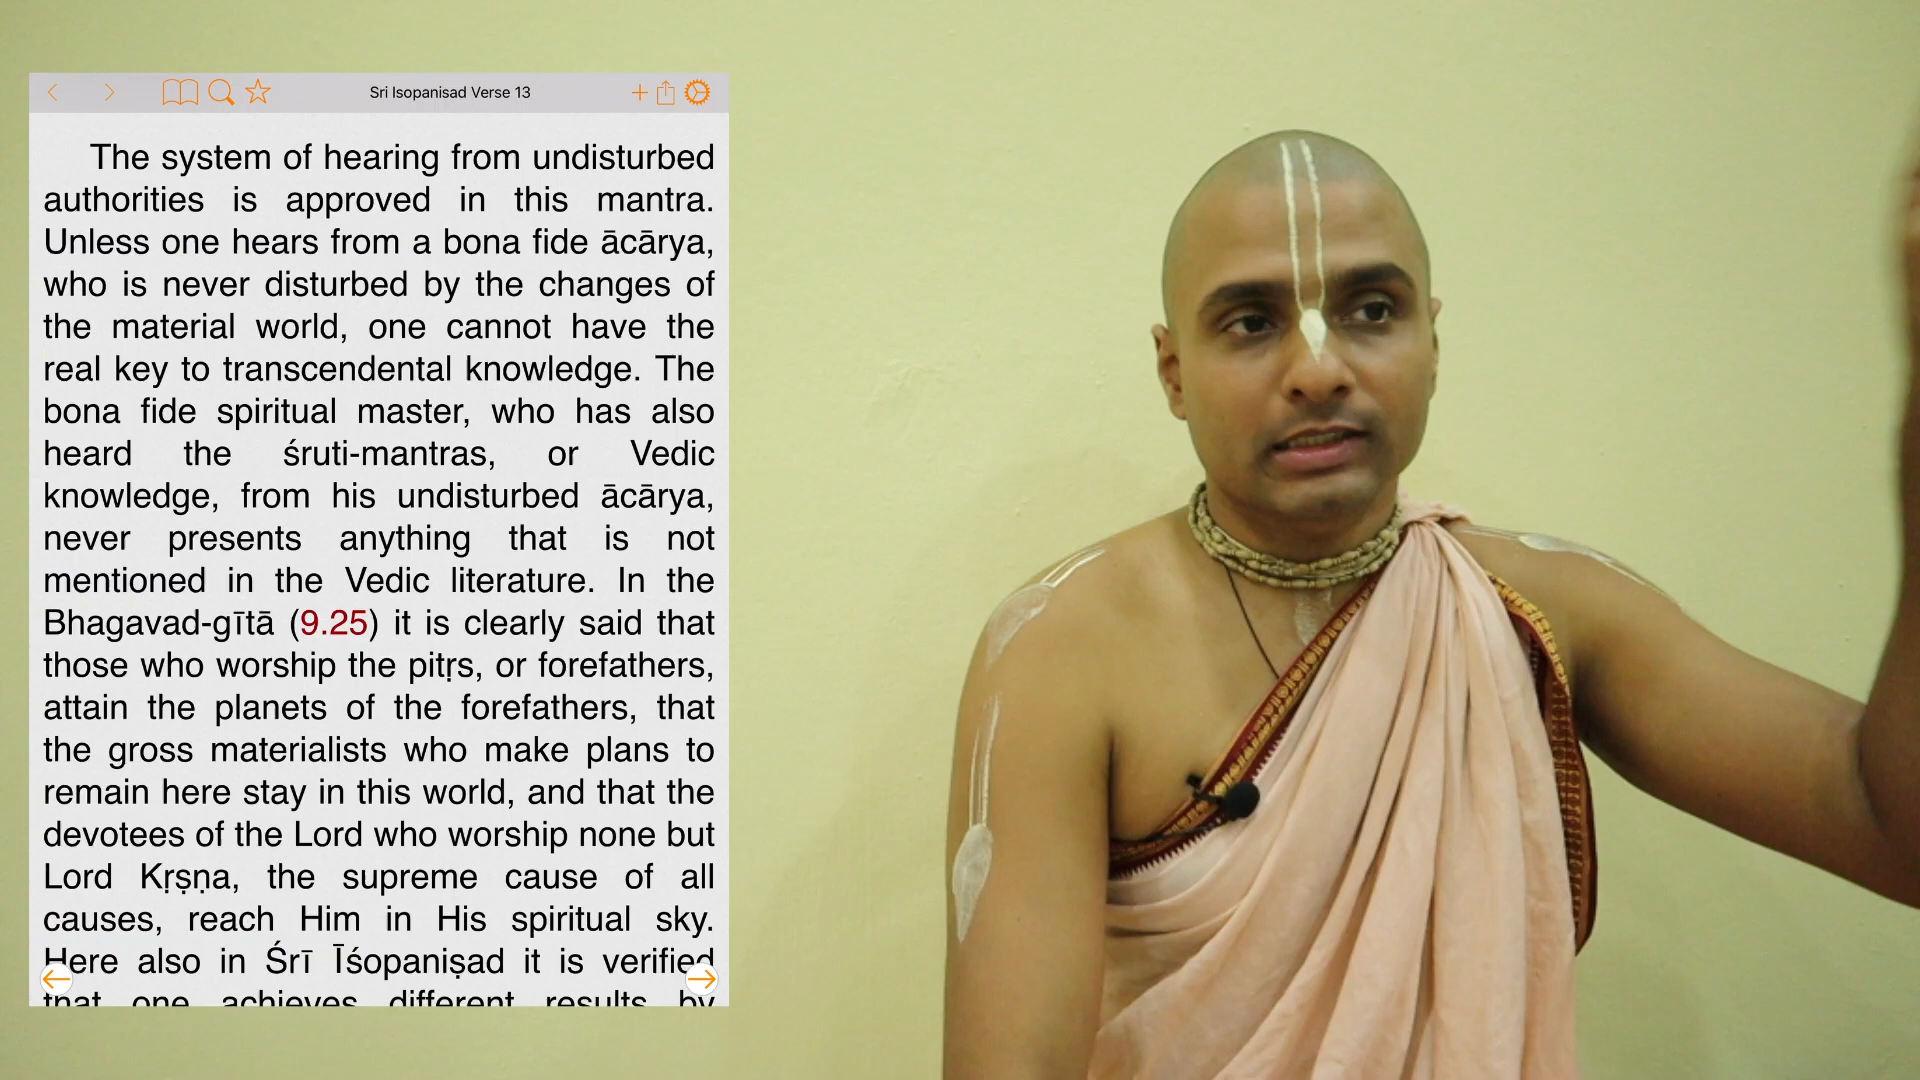 Sri Isopanisad Verse 13
The system of hearing from undisturbed
authorities is approved in this mantra.
Unless one hears from a bona fide ācārya,
who is never disturbed by the changes of
the material world, one cannot have the
real key to transcendental knowledge. The
bona fide spiritual master, who has also
heard the śruti-mantras, or Vedic
knowledge, from his undisturbed ācārya,
never presents anything that is not
mentioned in the Vedic literature. In the
Bhagavad-gītā (9.25) it is clearly said that
those who worship the pitṛs, or forefathers,
attain the planets of the forefathers, that
the gross materialists who make plans to
remain here stay in this world, and that the
devotees of the Lord who worship none but
Lord Kṛṣṇa, the supreme cause of all
causes, reach Him in His spiritual sky.
Here also in Śrī Īśopaniṣad it is verified
that one achieves different results by